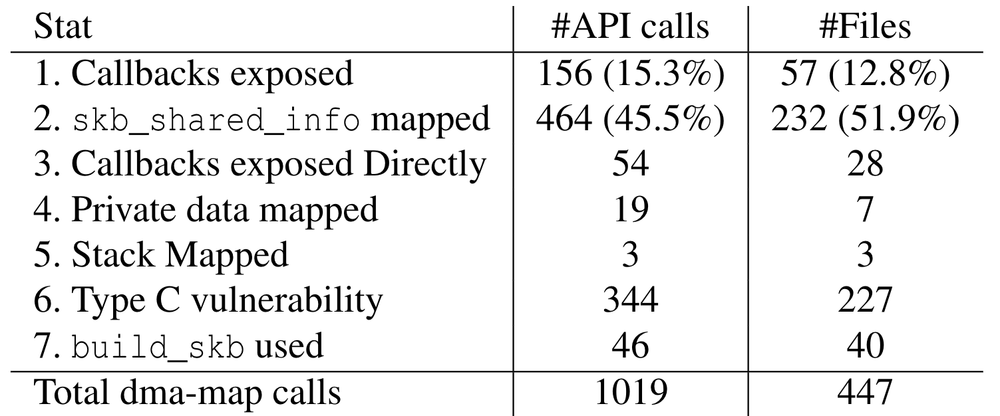 Stat #API calls #Files
1. Callbacks exposed 156 (15.3%) 57 (12.8%)
2. skb_shared_info mapped 464 (45.5%) 232 (51.9%)
3. Callbacks exposed Directly 54 28
4. Private data mapped 19 7
5. Stack Mapped 3 3
6. Type C vulnerability 344 227
7. build_skb used 46 40
Total dma-map calls 1019 447